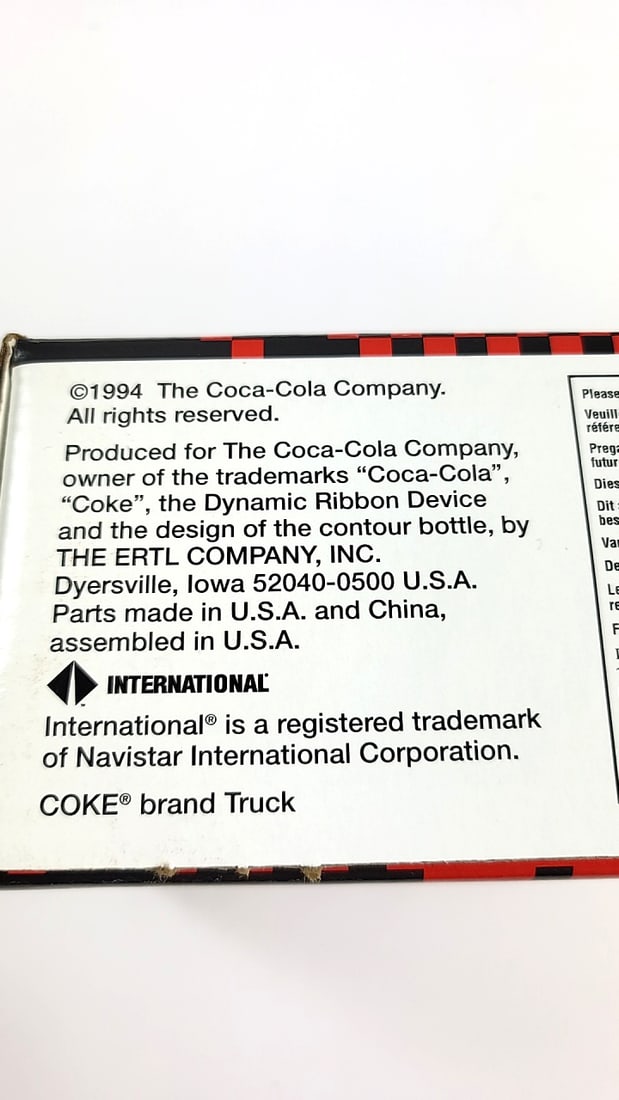 ©1994 The Coca-Cola Company.
All rights reserved.
Produced for The Coca-Cola Company,
owner of the trademarks “Coca-Cola”,
“Coke”, the Dynamic Ribbon Device
and the design of the contour bottle, by
THE ERTL COMPANY, INC.
Dyersville, Iowa 52040-0500 U.S.A.
Parts made in U.S.A. and China,
assembled in U.S.A.
INTERNATIONAL
International® is a registered trademark
of Navistar International Corporation.
COKE® brand Truck
Please
Dies
Dit